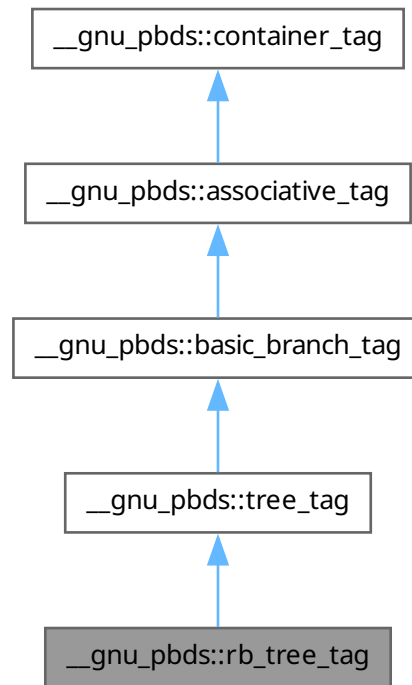 __gnu_pbds::container_tag
__gnu_pbds::associative_tag
__gnu_pbds::basic_branch_tag
__gnu_pbds::tree_tag
__gnu_pbds::rb_tree_tag